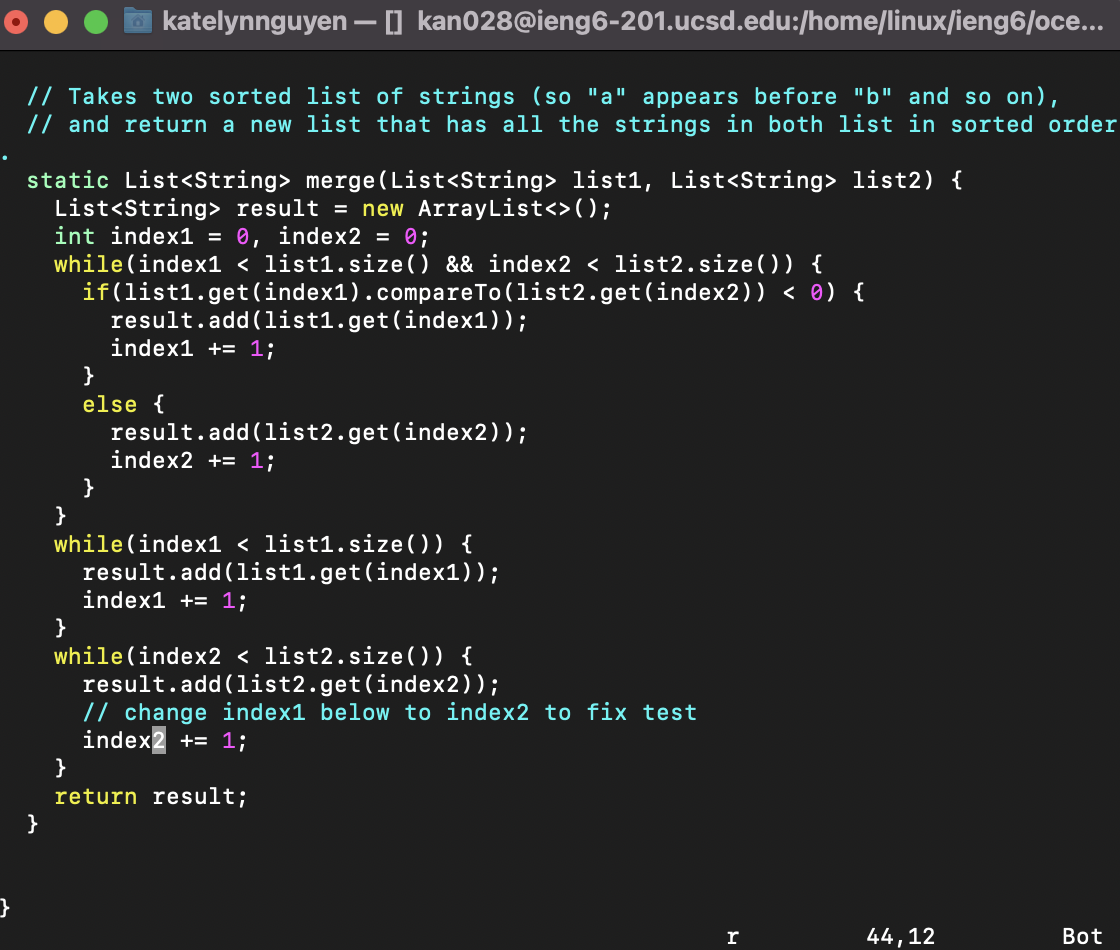 katelynnguyen — [] kan028@ieng6-201.ucsd.edu:/home/linux/ieng6/oce...
// Takes two sorted list of strings (so "a" appears before "b" and so on),
// and return a new list that has all the strings in both list in sorted order
.
static List<String> merge(List<String> list1, List<String> list2) {
List<String> result = new ArrayList<>();
int index1 = 0, index2 = 0;
while(index1 < list1.size() && index2 < list2.size()) {
if(list1.get(index1).compareTo(list2.get(index2)) < 0) {
result.add(list1.get(index1));
index1 += 1;
}
else {
result.add(list2.get(index2));
index2 += 1;
}
}
while(index1 < list1.size()) {
result.add(list1.get(index1));
index1 += 1;
}
while(index2 < list2.size()) {
result.add(list2.get(index2));
// change index1 below to index2 to fix test
index2 += 1;
}
return result;
}
}
r 44,12 Bot